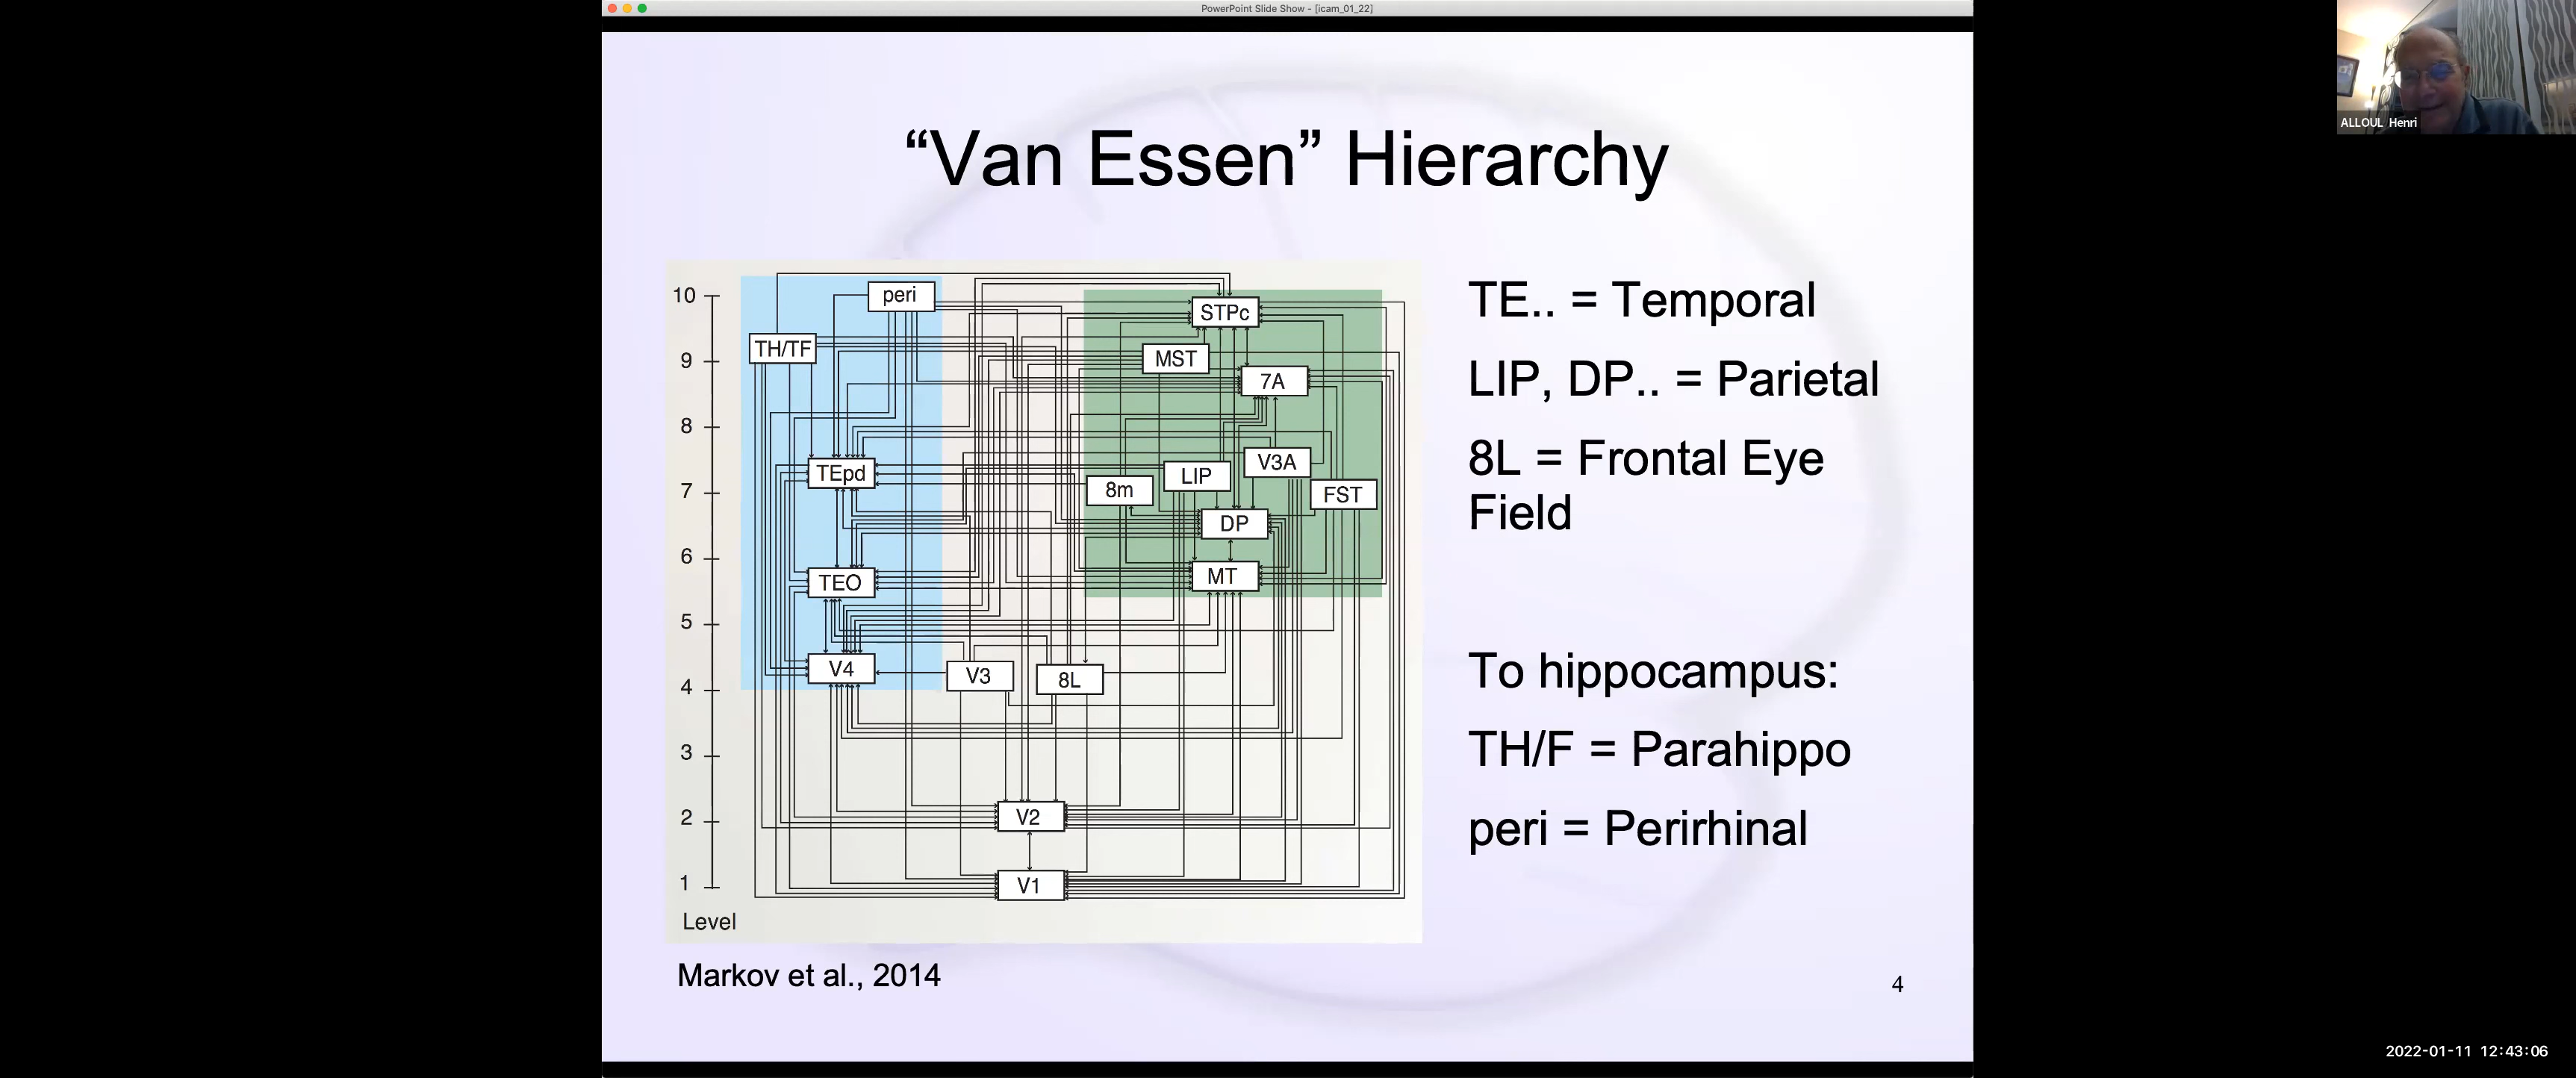 PowerPoint Slide Show - [icam_01_22]
ALLOUL Henri
“Van Essen” Hierarchy
10
9
8
7
6
5
4
3
2
1
Level
peri
TH/TF
TEpd
TEO
V4
V3
8L
V2
V1
STPc
MST
7A
V3A
LIP
8m
FST
DP
MT
TE.. = Temporal
LIP, DP.. = Parietal
8L = Frontal Eye
Field
To hippocampus:
TH/F = Parahippo
peri = Perirhinal
Markov et al., 2014
4
2022-01-11 12:43:06